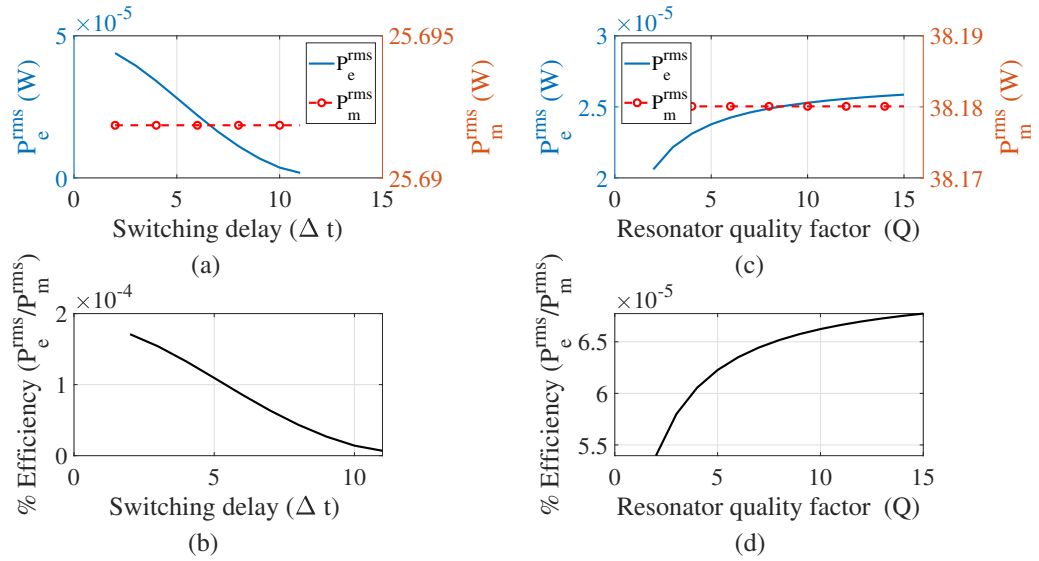 ×10^-5
5
0
P_e^rms (W)
P_e^rms
P_m^rms
25.695
25.69
P_m^rms (W)
0
5
10
15
Switching delay (Δ t)
(a)
×10^-5
3
2.5
2
P_e^rms (W)
P_e^rms
P_m^rms
38.19
38.18
38.17
P_m^rms (W)
0
5
10
15
Resonator quality factor (Q)
(c)
×10^-4
2
1
0
% Efficiency (P_e^rms/P_m^rms)
0
5
10
Switching delay (Δ t)
(b)
×10^-5
6.5
6
5.5
% Efficiency (P_e^rms/P_m^rms)
0
5
10
15
Resonator quality factor (Q)
(d)